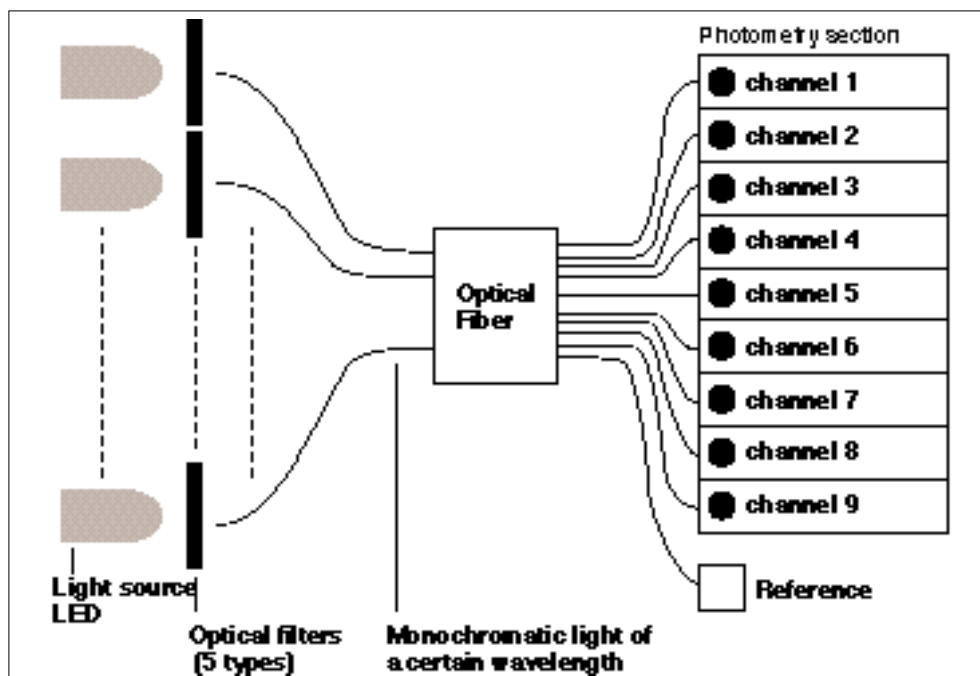 Photometry section
channel 1
channel 2
channel 3
channel 4
channel 5
channel 6
channel 7
channel 8
channel 9
Optical
Fiber
Reference
Light source
LED
Optical filters
(5 types)
Monochromatic light of
a certain wavelength